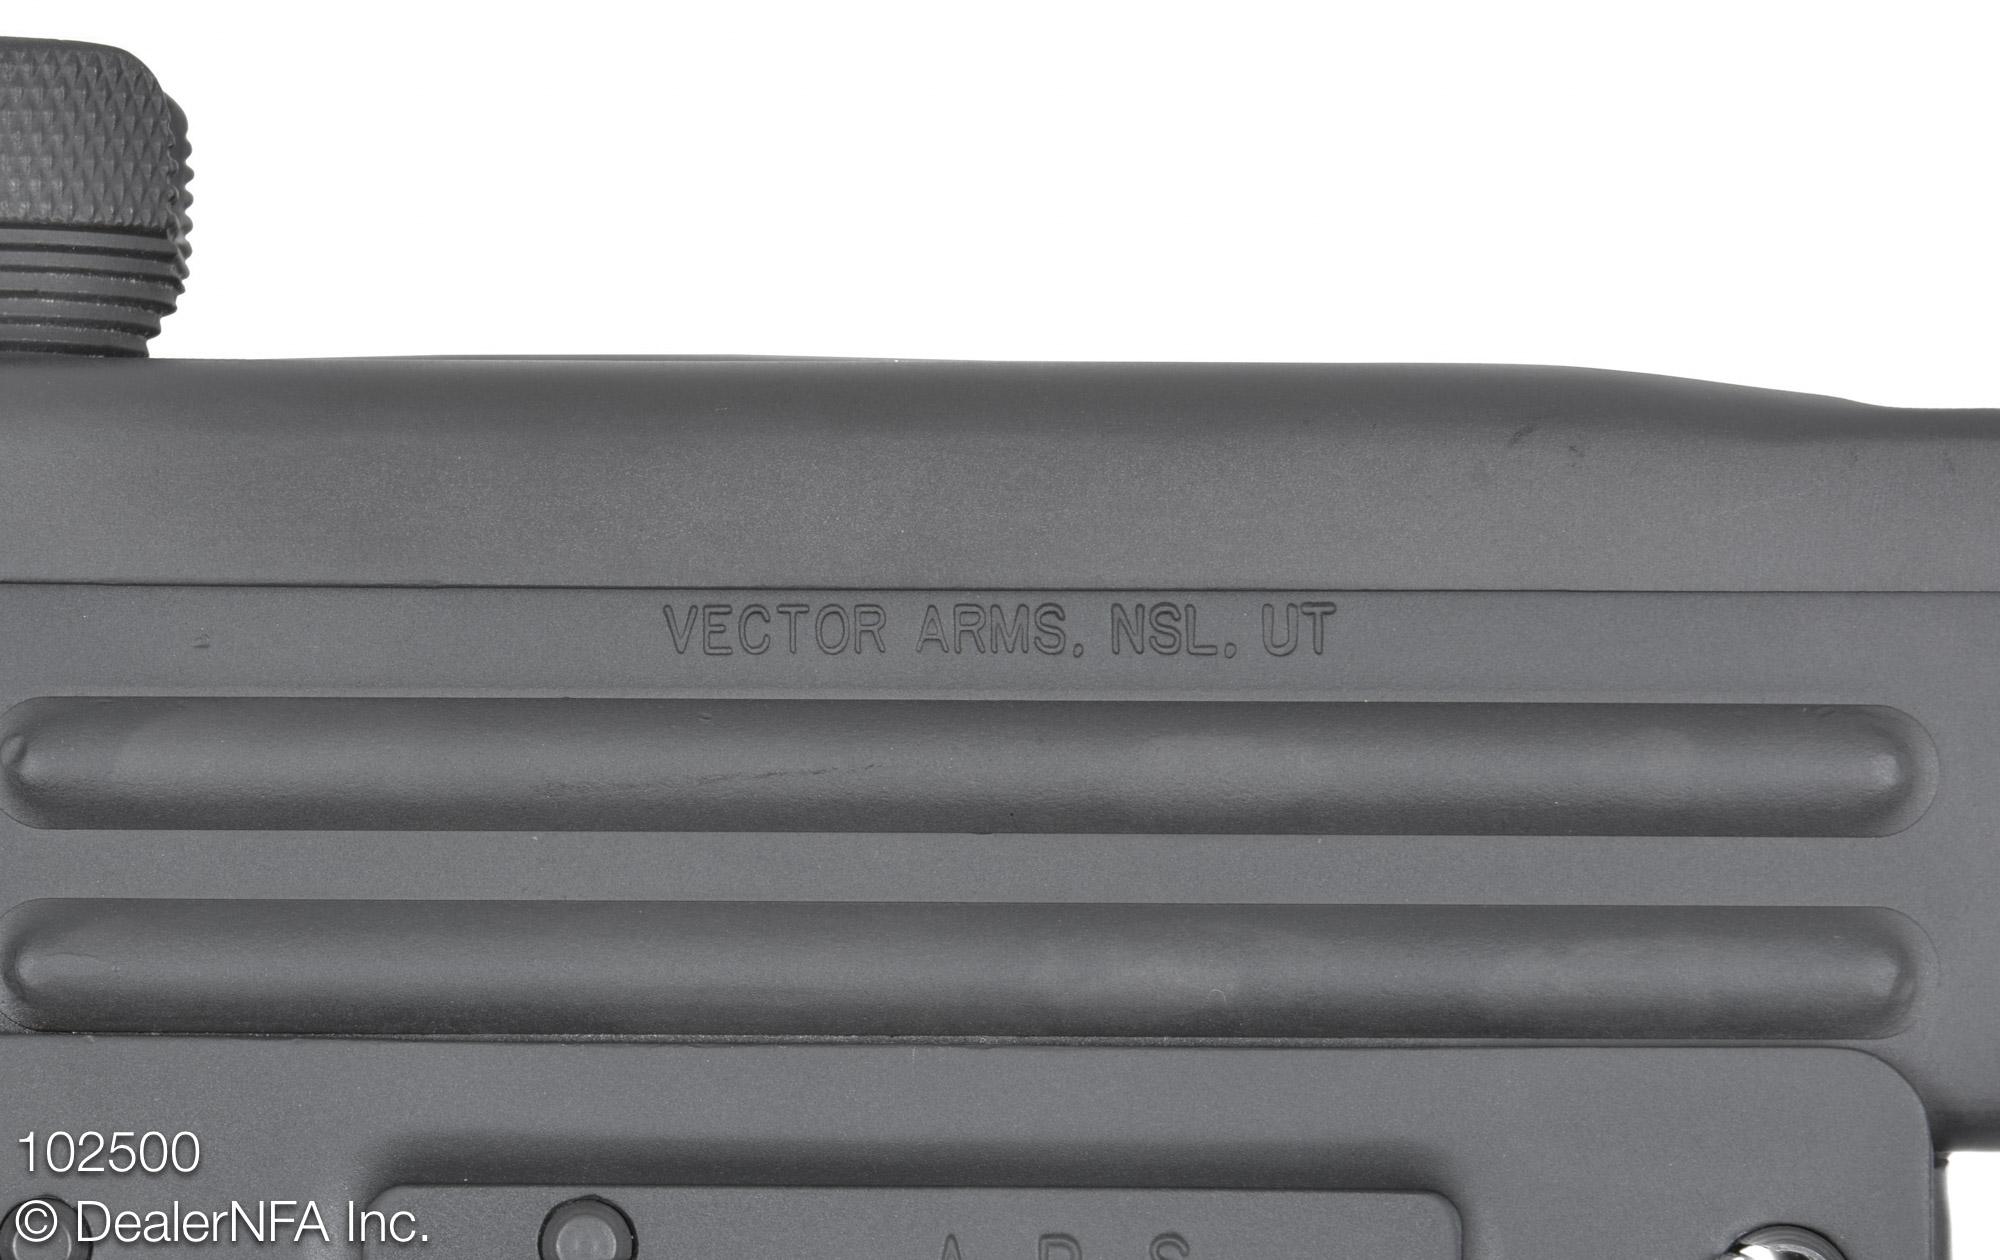 VECTOR ARMS, NSL, UT
102500
© DealerNFA Inc.
A R S